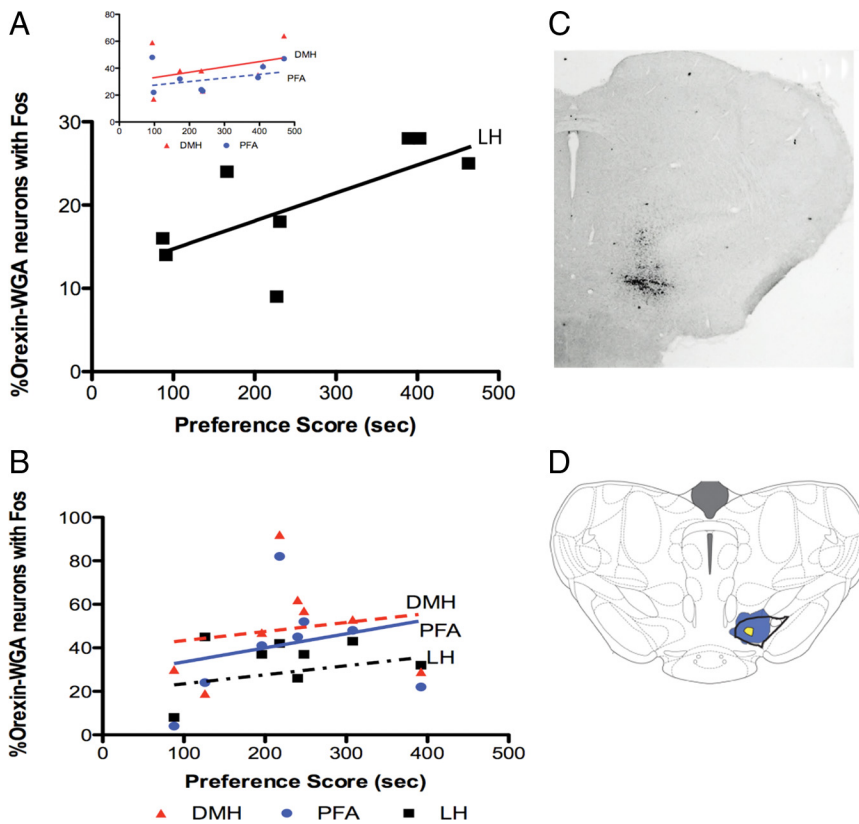 A
80
60
40
20
0
DMH
PFA
0 100 200 300 400 500
DMH PFA
%Orexin-WGA neurons with Fos
30
20
10
0
LH
0 100 200 300 400 500
Preference Score (sec)
B
%Orexin-WGA neurons with Fos
100
80
60
40
20
0
DMH
PFA
LH
0 100 200 300 400 500
Preference Score (sec)
DMH PFA LH
C
D